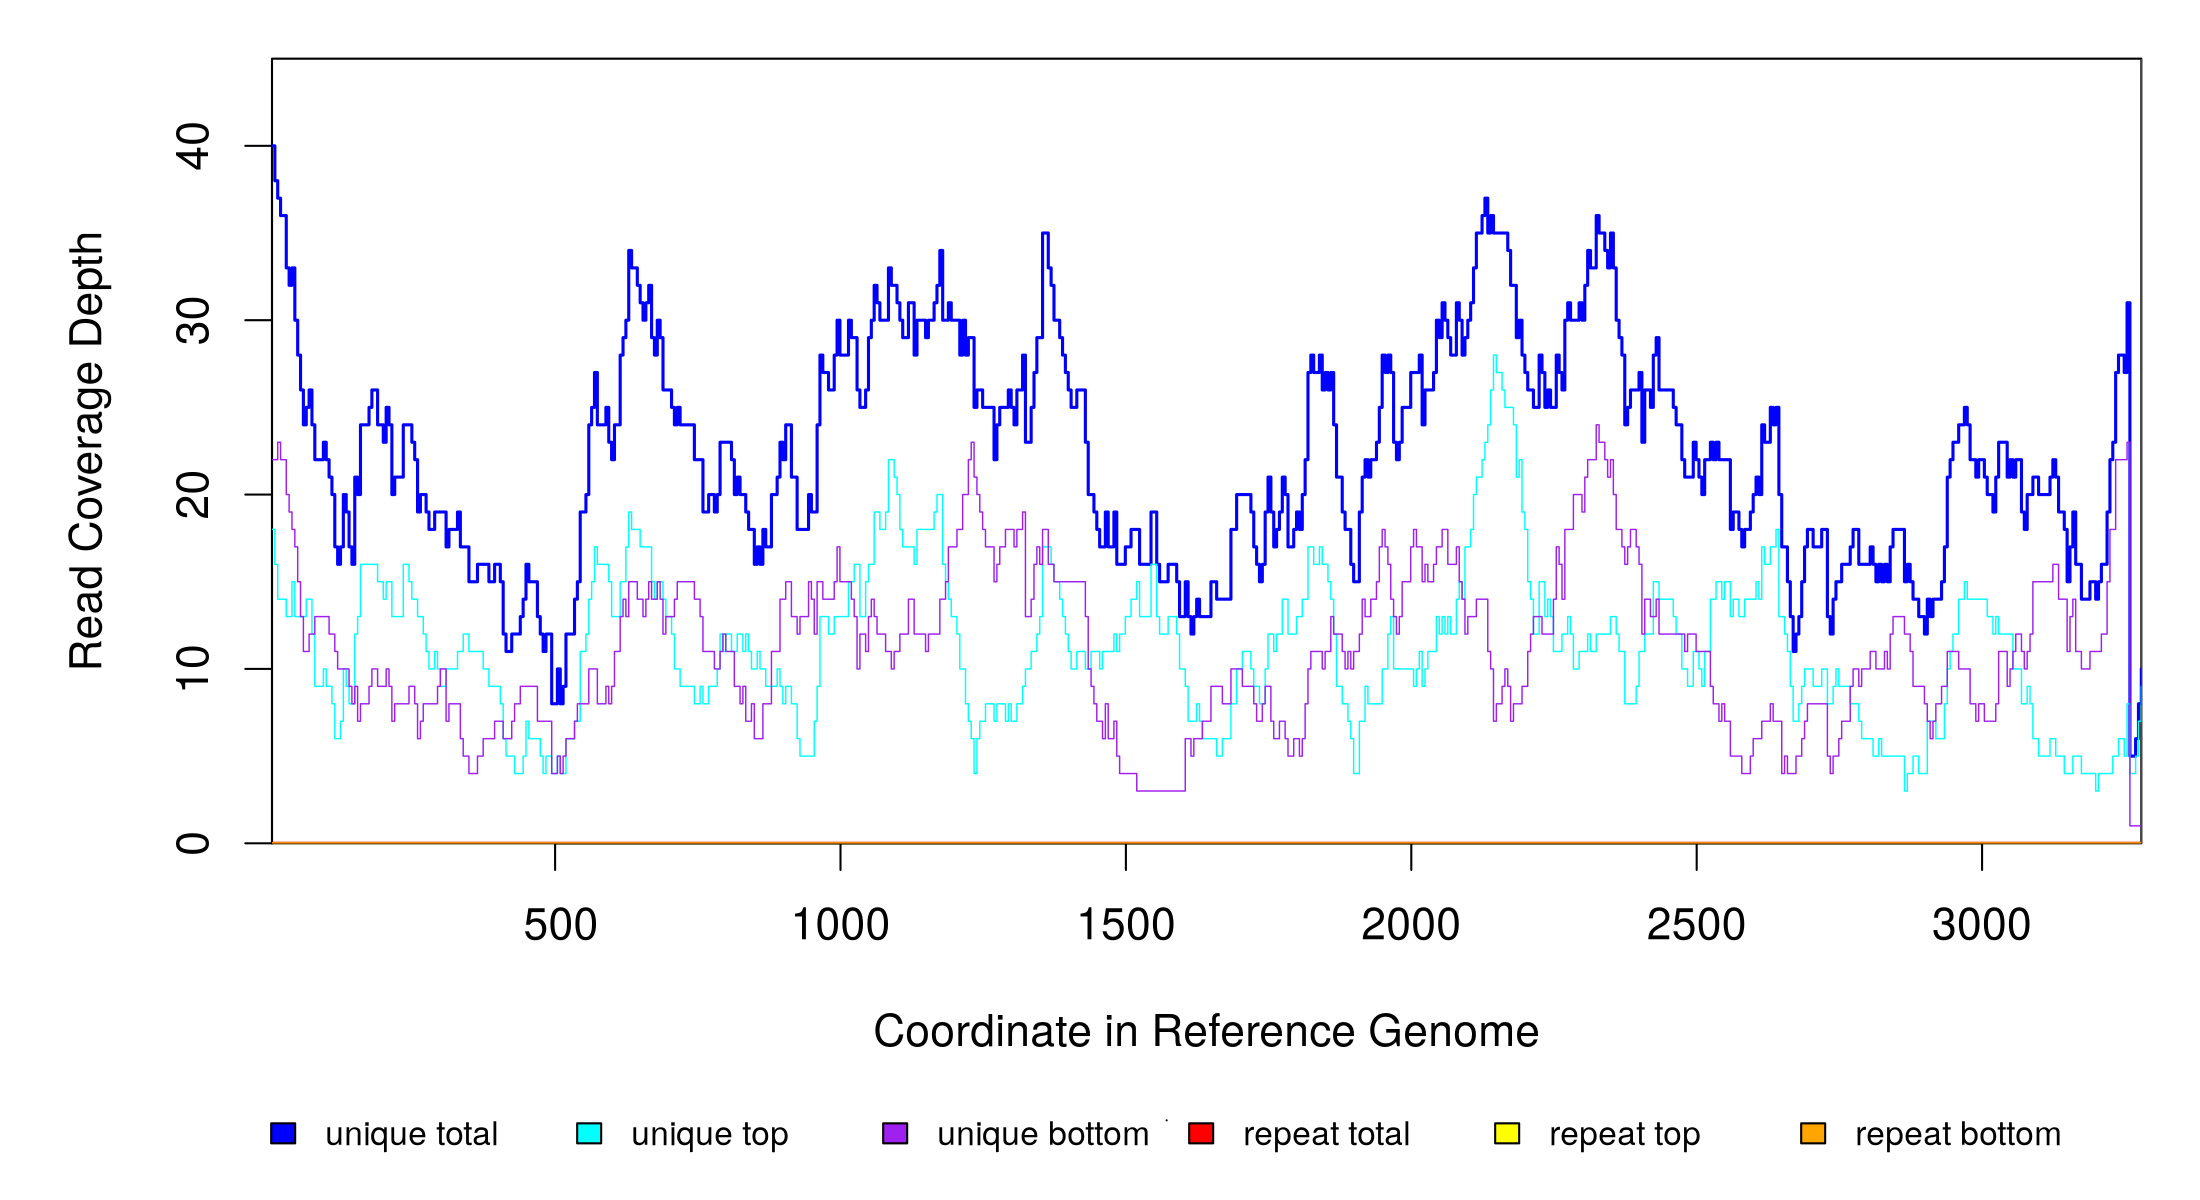 Read Coverage Depth
40
30
20
10
0
500 1000 1500 2000 2500 3000
Coordinate in Reference Genome
unique total unique top unique bottom repeat total repeat top repeat bottom